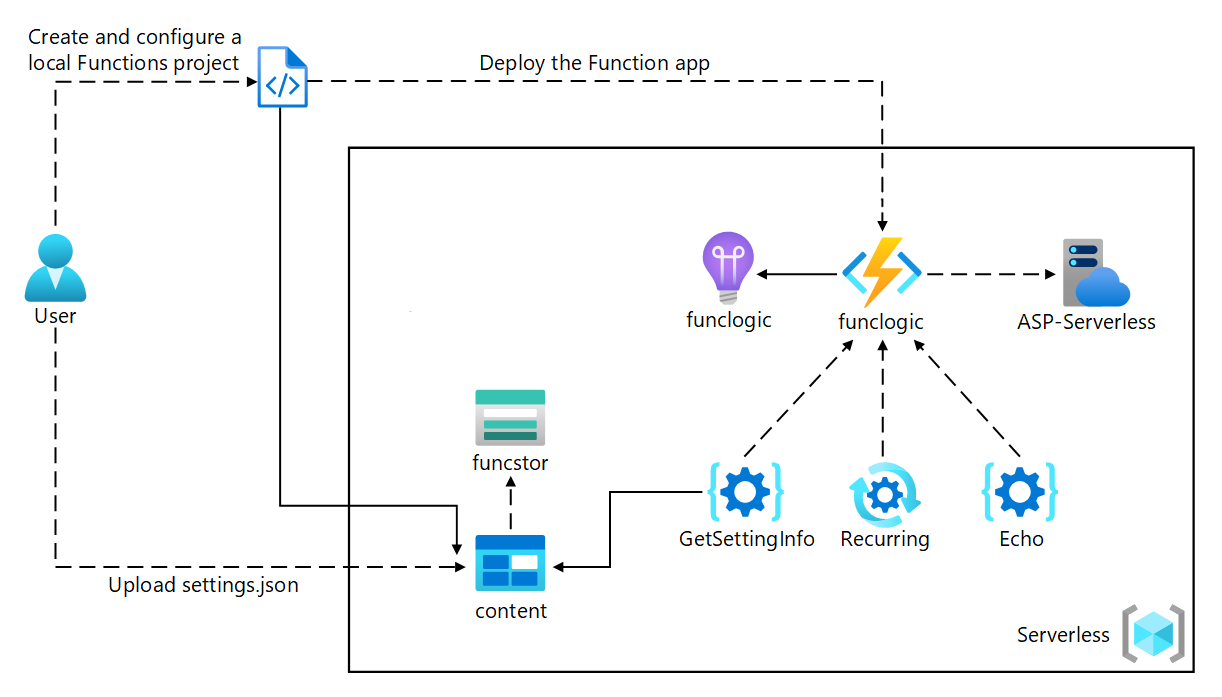 Create and configure a
local Functions project
Deploy the Function app
User
funclogic
funclogic
ASP-Serverless
funcstor
GetSettingInfo
Recurring
Echo
Upload settings.json
content
Serverless